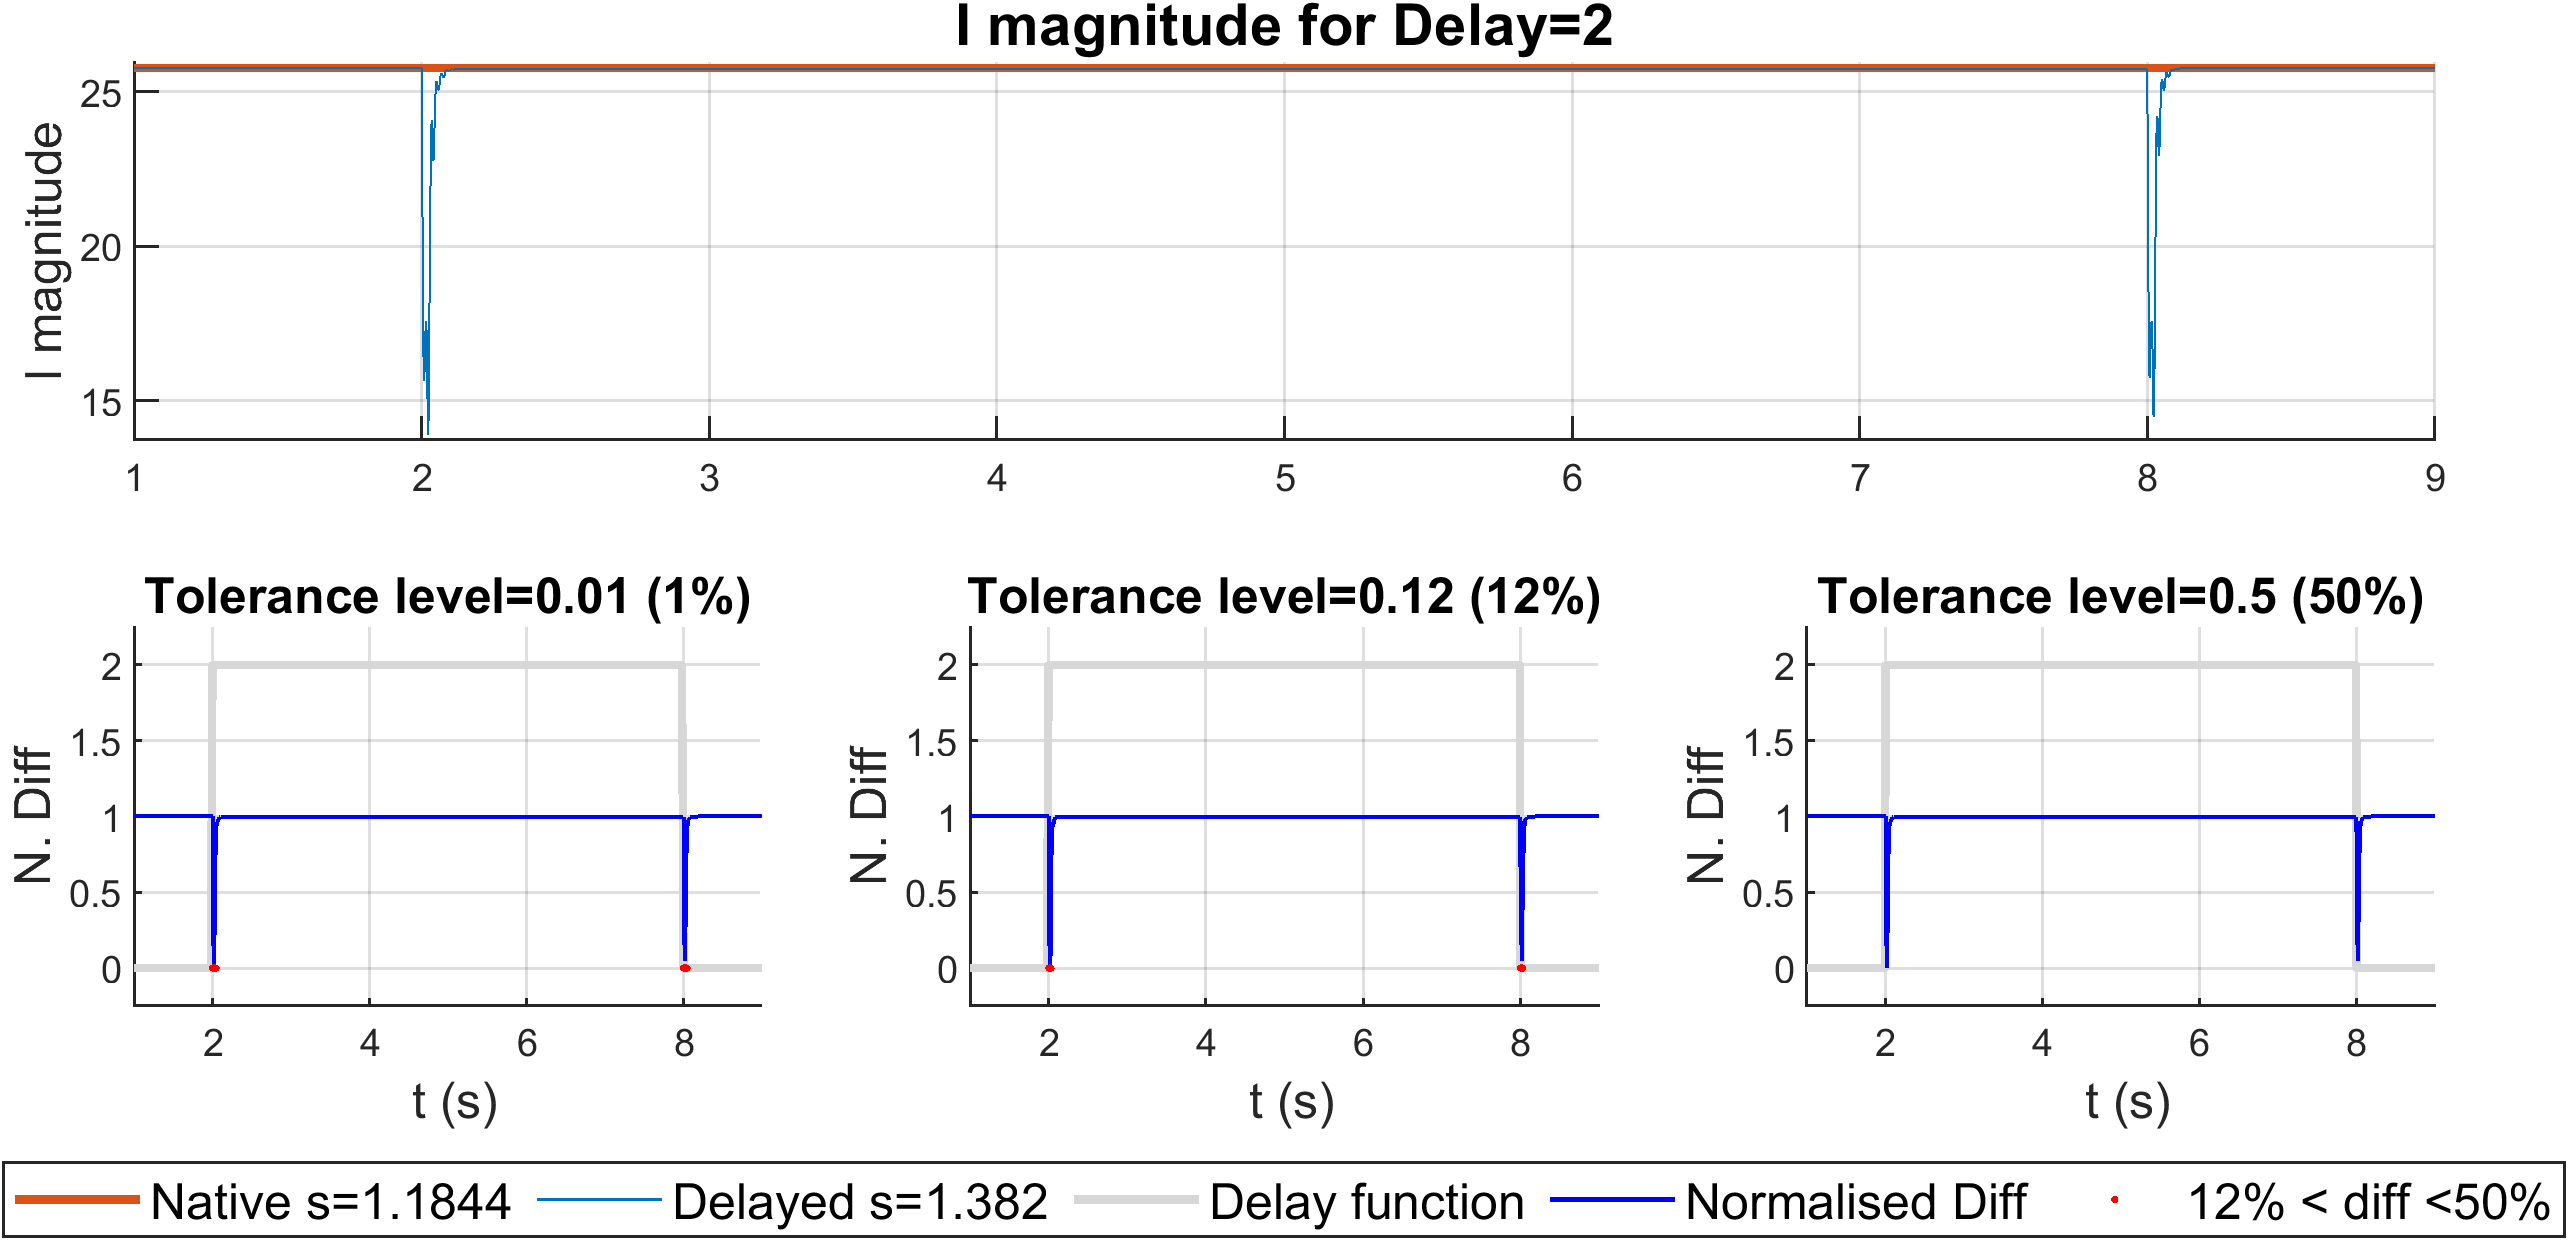 I magnitude for Delay=2
I magnitude
25
20
15
1 2 3 4 5 6 7 8 9
Tolerance level=0.01 (1%)
N. Diff
2
1.5
1
0.5
0
2 4 6 8
t (s)
Tolerance level=0.12 (12%)
N. Diff
2
1.5
1
0.5
0
2 4 6 8
t (s)
Tolerance level=0.5 (50%)
N. Diff
2
1.5
1
0.5
0
2 4 6 8
t (s)
Native s=1.1844 Delayed s=1.382 Delay function Normalised Diff 12% < diff <50%